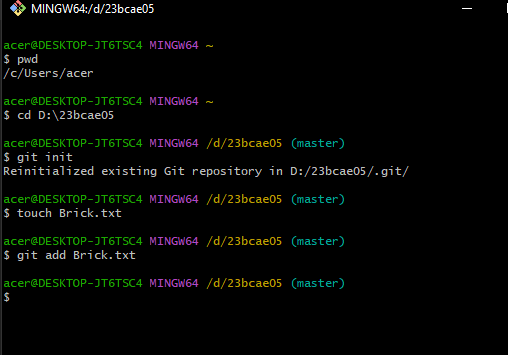 MINGW64:/d/23bcae05
acer@DESKTOP-JT6TSC4 MINGW64 ~
$ pwd
/c/Users/acer
acer@DESKTOP-JT6TSC4 MINGW64 ~
$ cd D:\23bcae05
acer@DESKTOP-JT6TSC4 MINGW64 /d/23bcae05 (master)
$ git init
Reinitialized existing Git repository in D:/23bcae05/.git/
acer@DESKTOP-JT6TSC4 MINGW64 /d/23bcae05 (master)
$ touch Brick.txt
acer@DESKTOP-JT6TSC4 MINGW64 /d/23bcae05 (master)
$ git add Brick.txt
acer@DESKTOP-JT6TSC4 MINGW64 /d/23bcae05 (master)
$